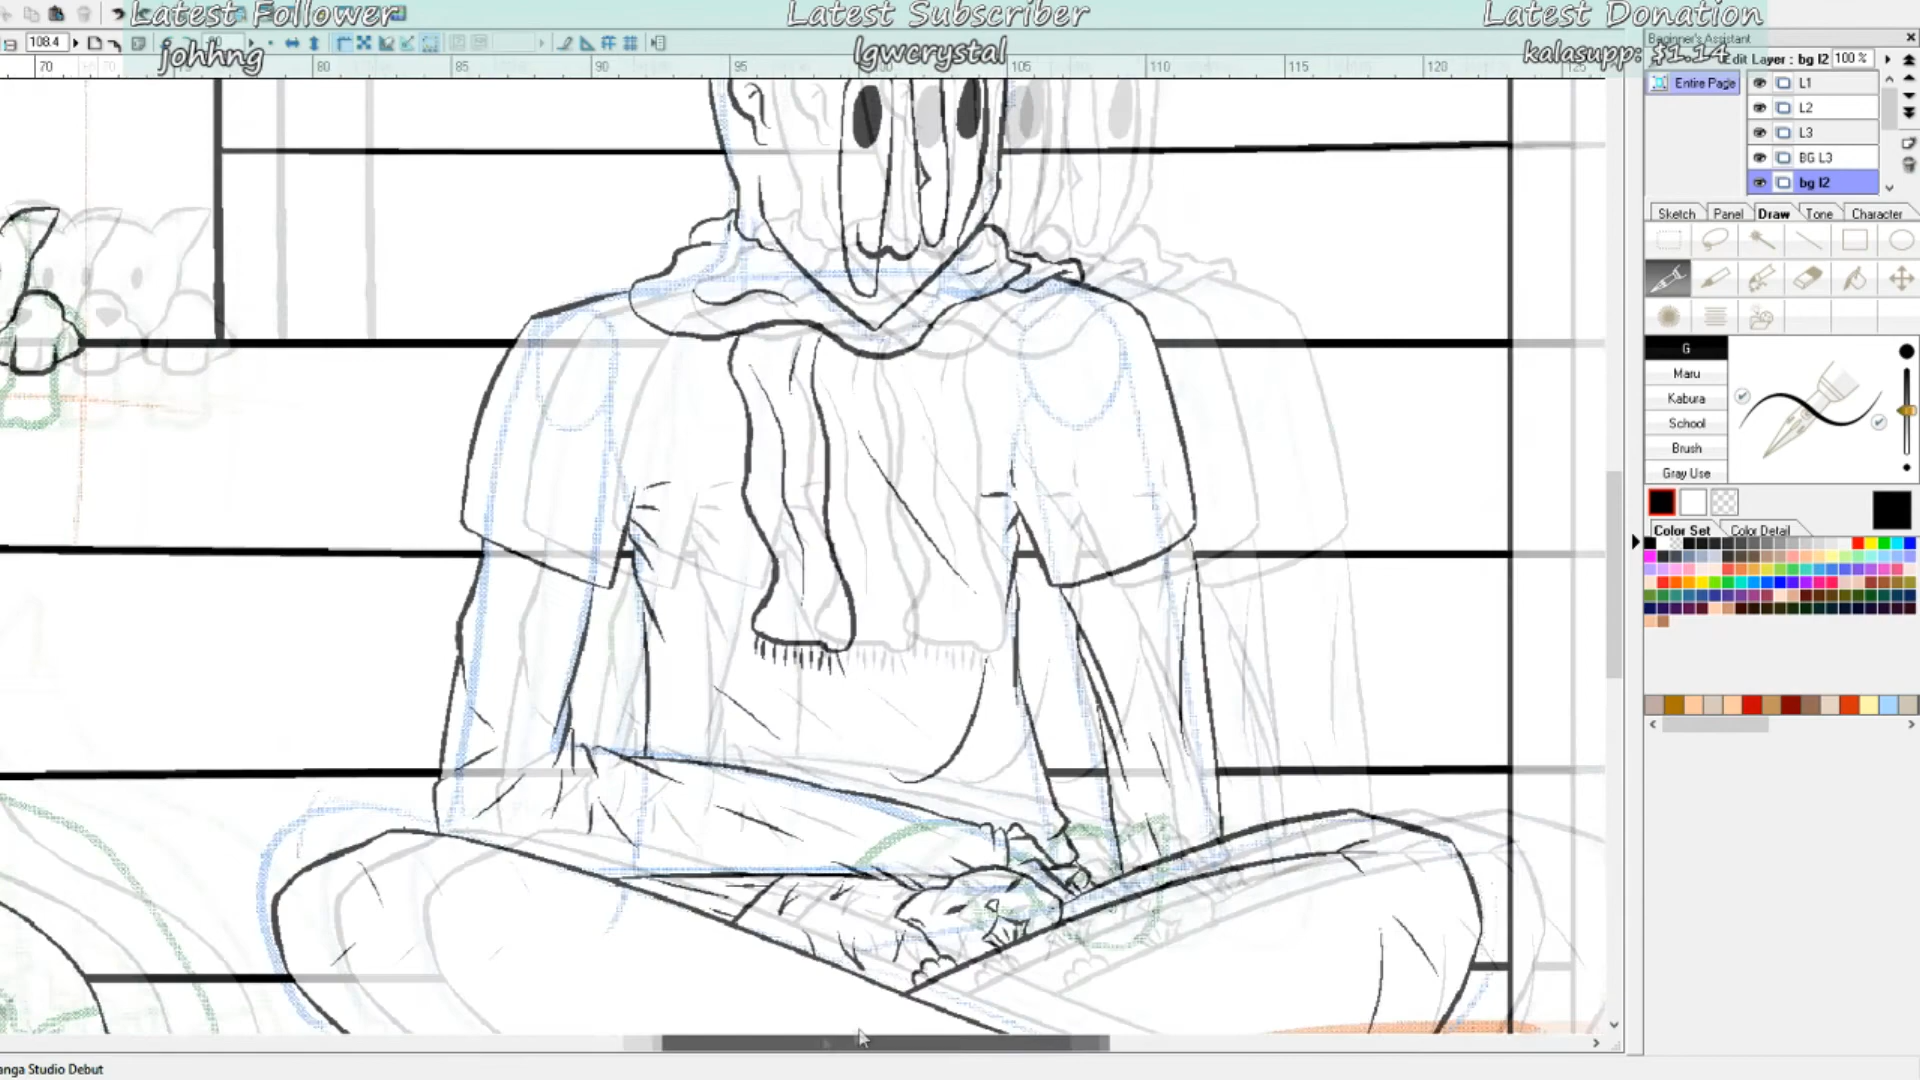 Latest Follower
Latest Subscriber
Latest Donation
johhng
lgwcrystal
kalasupp: $1.14
108.4
Beginner's Assistant
Edit Layer : bg l2
100 %
70
80
85
90
95
105
110
115
120
125
Entire Page
L1
L2
L3
BG L3
bg l2
Sketch
Panel
Draw
Tone
Character
G
Maru
Kabura
School
Brush
Gray Use
Color Set
Color Detail
anga Studio Debut